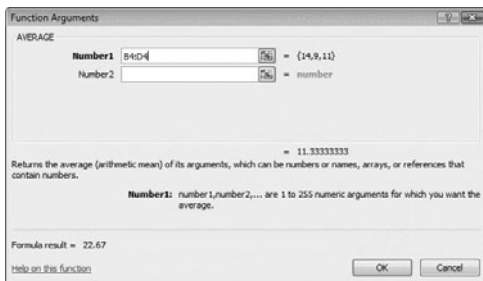 Function Arguments
AVERAGE
Number1 B4:D4 = {14,9,11}
Number2 = number
= 11.33333333
Returns the average (arithmetic mean) of its arguments, which can be numbers or names, arrays, or references that
contain numbers.
Number1: number1,number2,... are 1 to 255 numeric arguments for which you want the
average.
Formula result = 22.67
Help on this function
OK Cancel